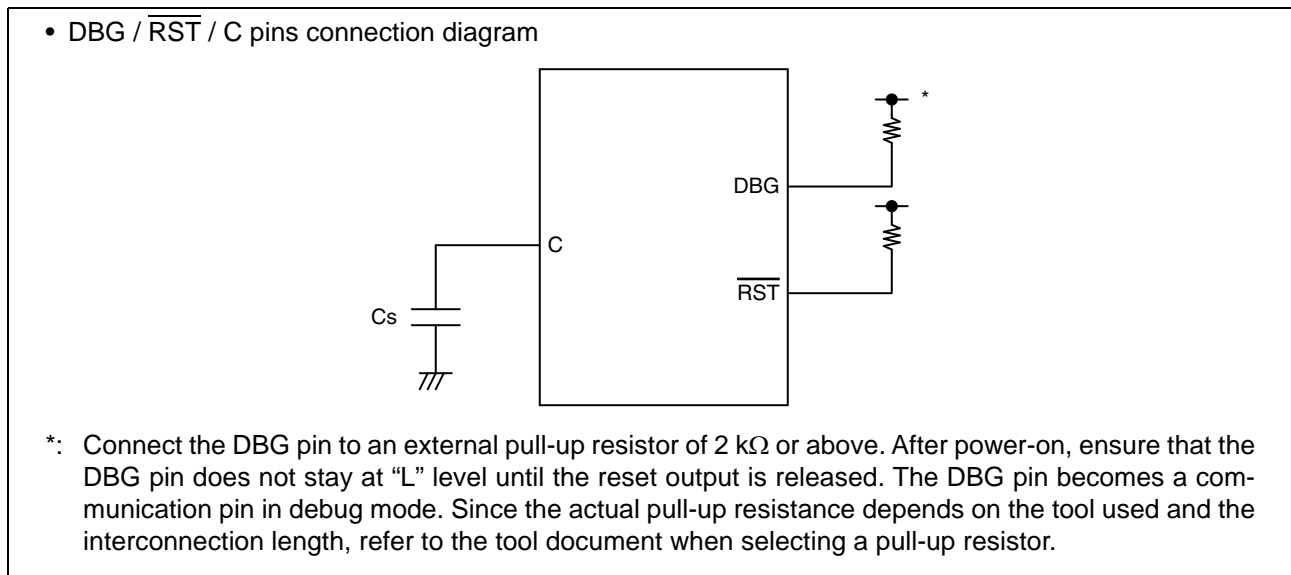 • DBG / RST / C pins connection diagram
*
DBG
C
RST
Cs
*: Connect the DBG pin to an external pull-up resistor of 2 kΩ or above. After power-on, ensure that the
DBG pin does not stay at “L” level until the reset output is released. The DBG pin becomes a com-
munication pin in debug mode. Since the actual pull-up resistance depends on the tool used and the
interconnection length, refer to the tool document when selecting a pull-up resistor.